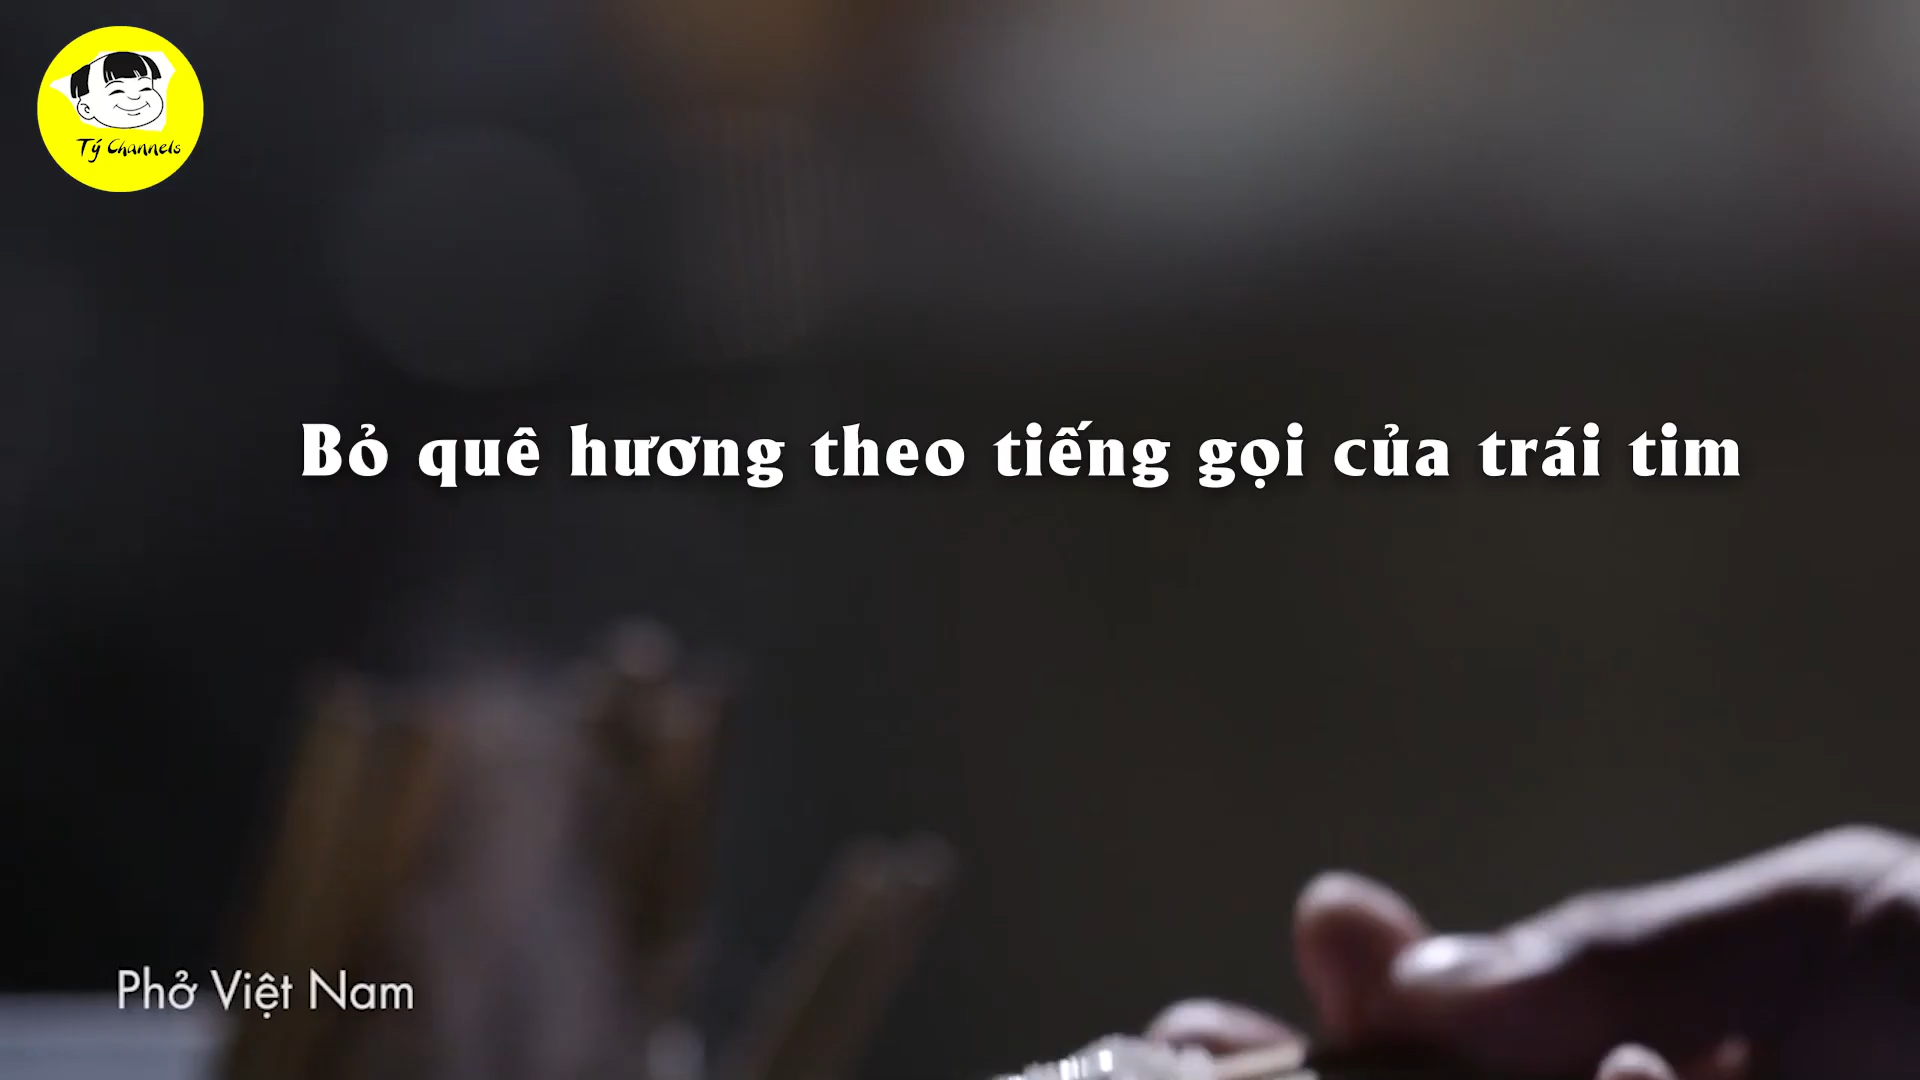 Tý Channels
Bỏ quê hương theo tiếng gọi của trái tim
Phở Việt Nam